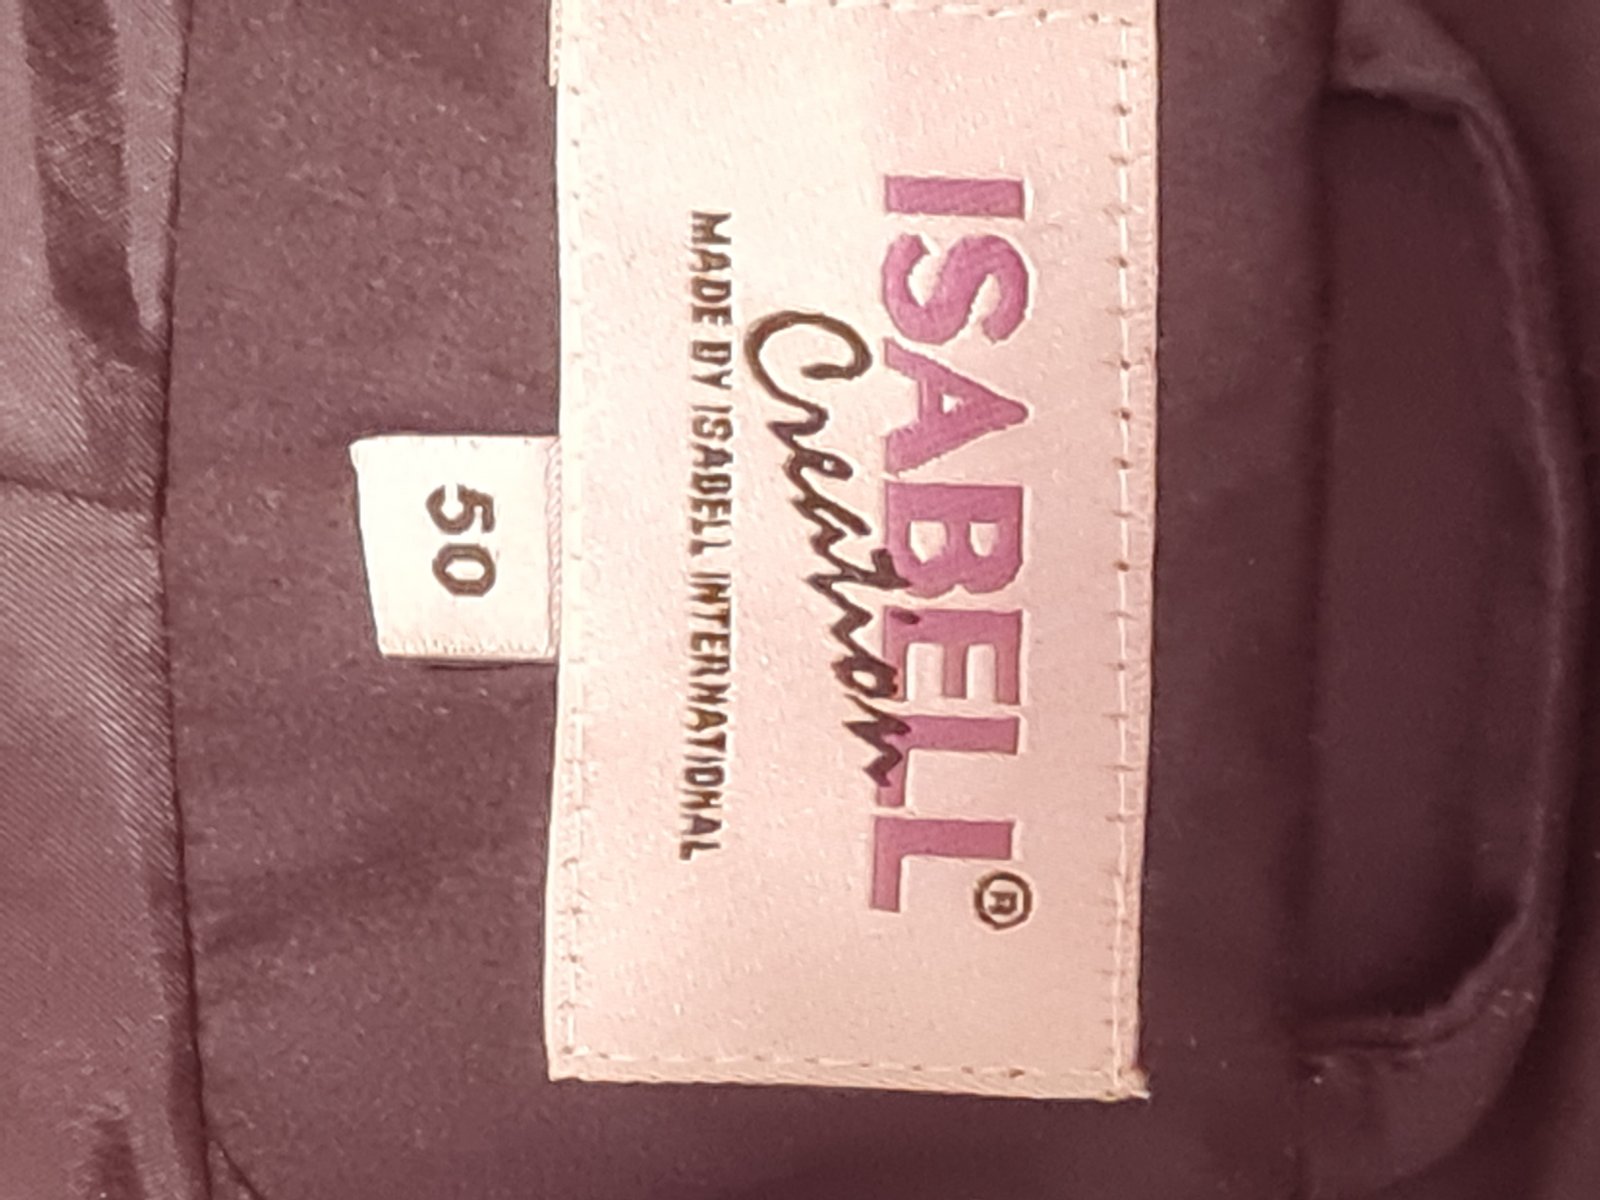 ISABELL®
Creation
MADE BY ISABELL INTERNATIONAL
50